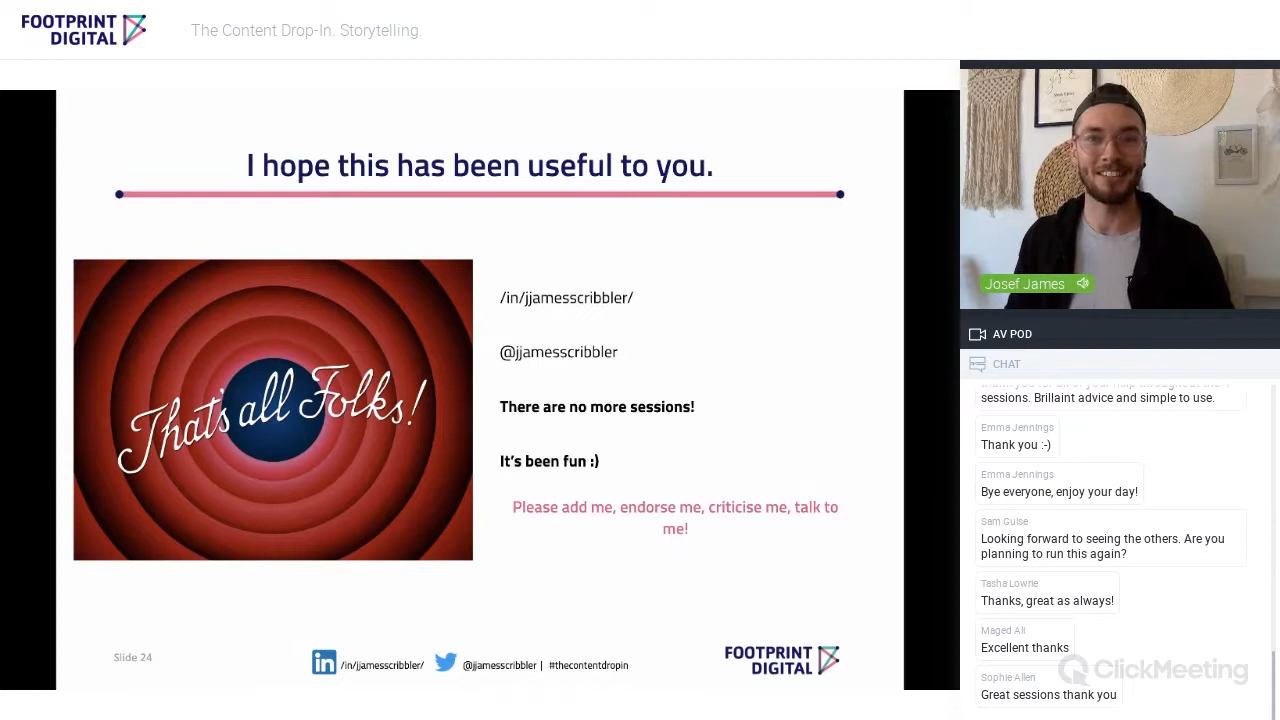 FOOTPRINT
DIGITAL
The Content Drop-In. Storytelling.
I hope this has been useful to you.
That's all Folks!
/in/jjamesscribbler/
@jjamesscribbler
There are no more sessions!
It's been fun :)
Please add me, endorse me, criticise me, talk to
me!
Slide 24
in /in/jjamesscribbler/
@jjamesscribbler | #thecontentdropin
FOOTPRINT
DIGITAL
Josef James
AV POD
CHAT
sessions. Brillaint advice and simple to use.
Emma Jennings
Thank you :-)
Emma Jennings
Bye everyone, enjoy your day!
Sam Guise
Looking forward to seeing the others. Are you
planning to run this again?
Tasha Lowrie
Thanks, great as always!
Maged Ali
Excellent thanks
Sophie Allen
Great sessions thank you
ClickMeeting